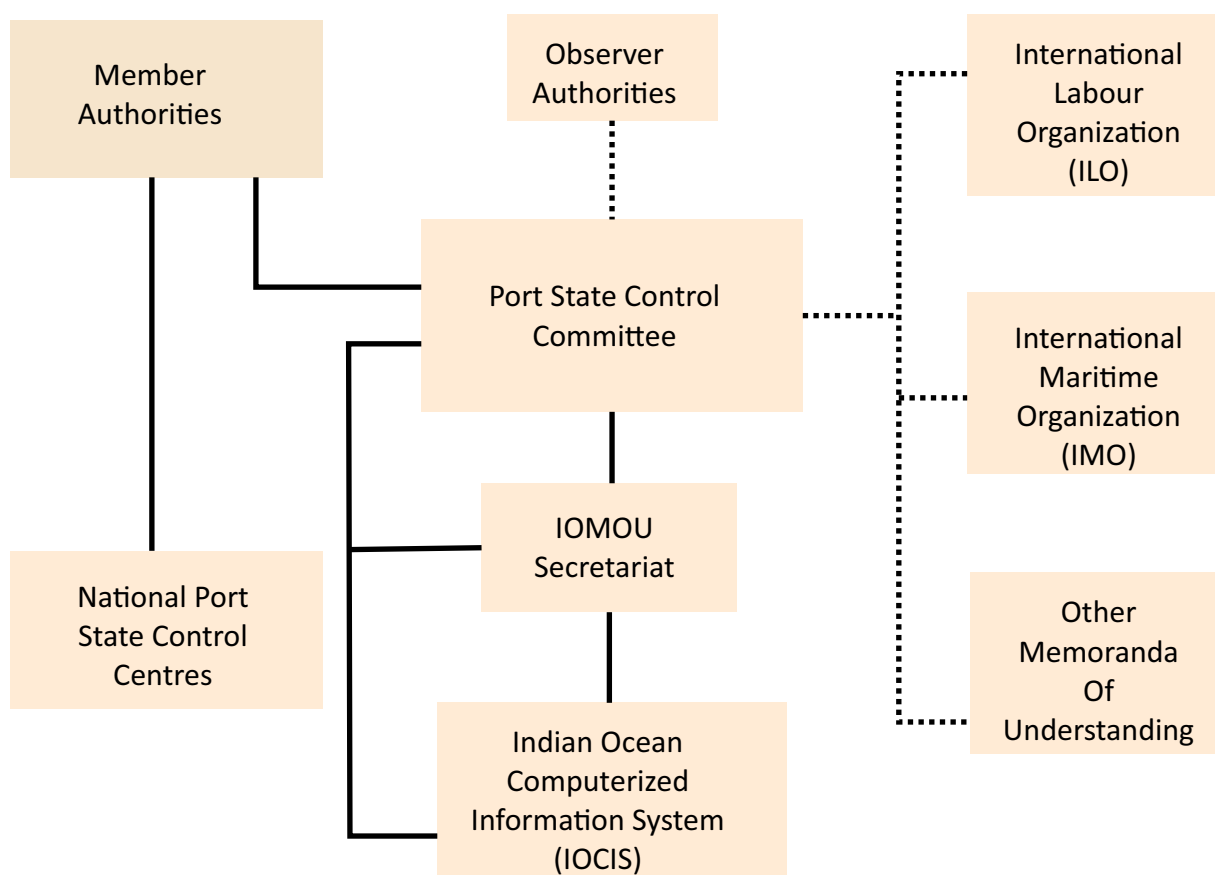 Member
Authorities
Observer
Authorities
International
Labour
Organization
(ILO)
Port State Control
Committee
International
Maritime
Organization
(IMO)
IOMOU
Secretariat
National Port
State Control
Centres
Other
Memoranda
Of
Understanding
Indian Ocean
Computerized
Information System
(IOCIS)